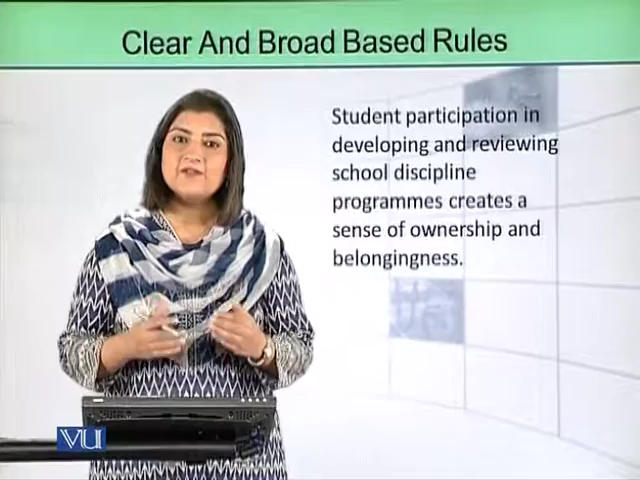 Clear And Broad Based Rules
Student participation in
developing and reviewing
school discipline
programmes creates a
sense of ownership and
belongingness.
VU